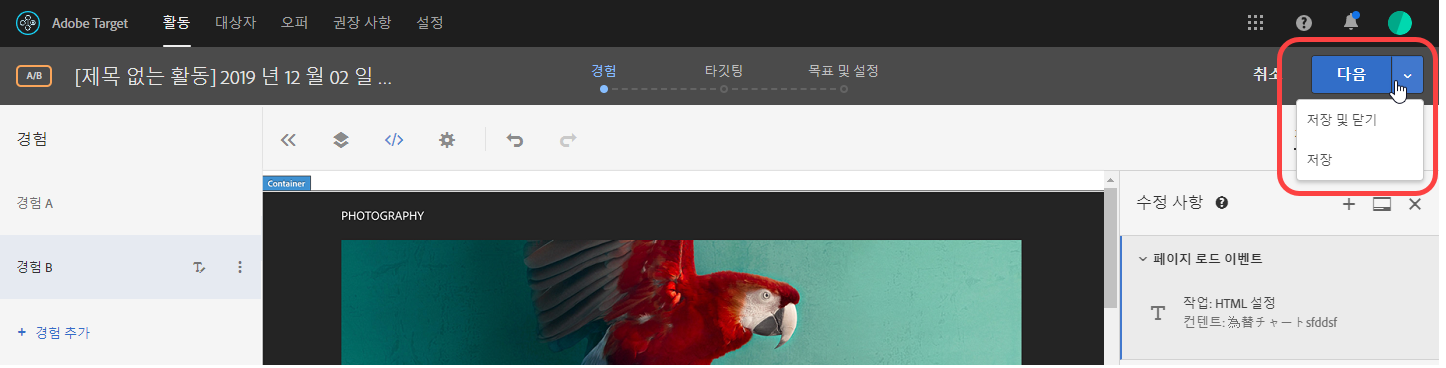 Adobe Target 활동 대상자 오퍼 권장 사항 설정
A/B [제목 없는 활동] 2019 년 12 월 02 일 ... 경험 타깃팅 목표 및 설정 취소 다음
저장 및 닫기
저장
경험
</>
Container
경험 A
PHOTOGRAPHY
수정 사항
경험 B
페이지 로드 이벤트
작업: HTML 설정
컨텐트: 為替チャートsfddsf
+ 경험 추가